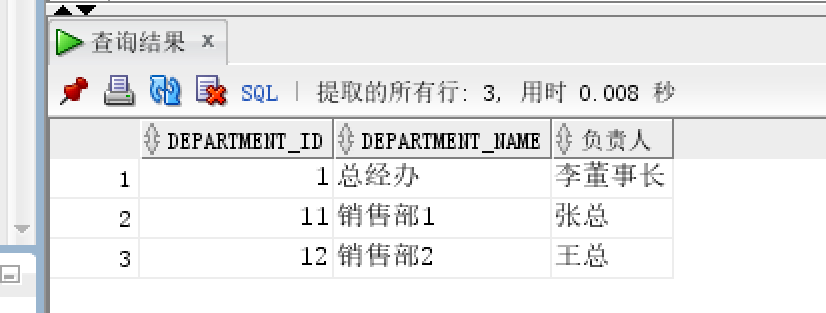 查询结果 x
SQL | 提取的所有行: 3, 用时 0.008 秒
DEPARTMENT_ID DEPARTMENT_NAME 负责人
1 1 总经办 李董事长
2 11 销售部1 张总
3 12 销售部2 王总